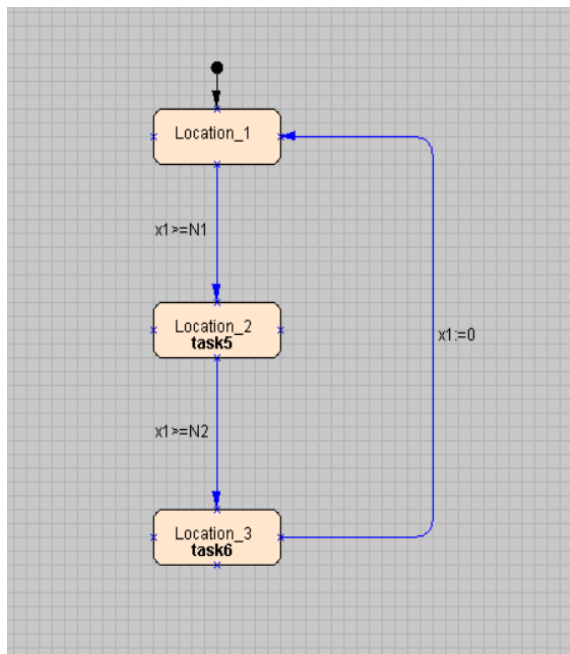 Location_1
x1>=N1
Location_2
task5
x1:=0
x1>=N2
Location_3
task6